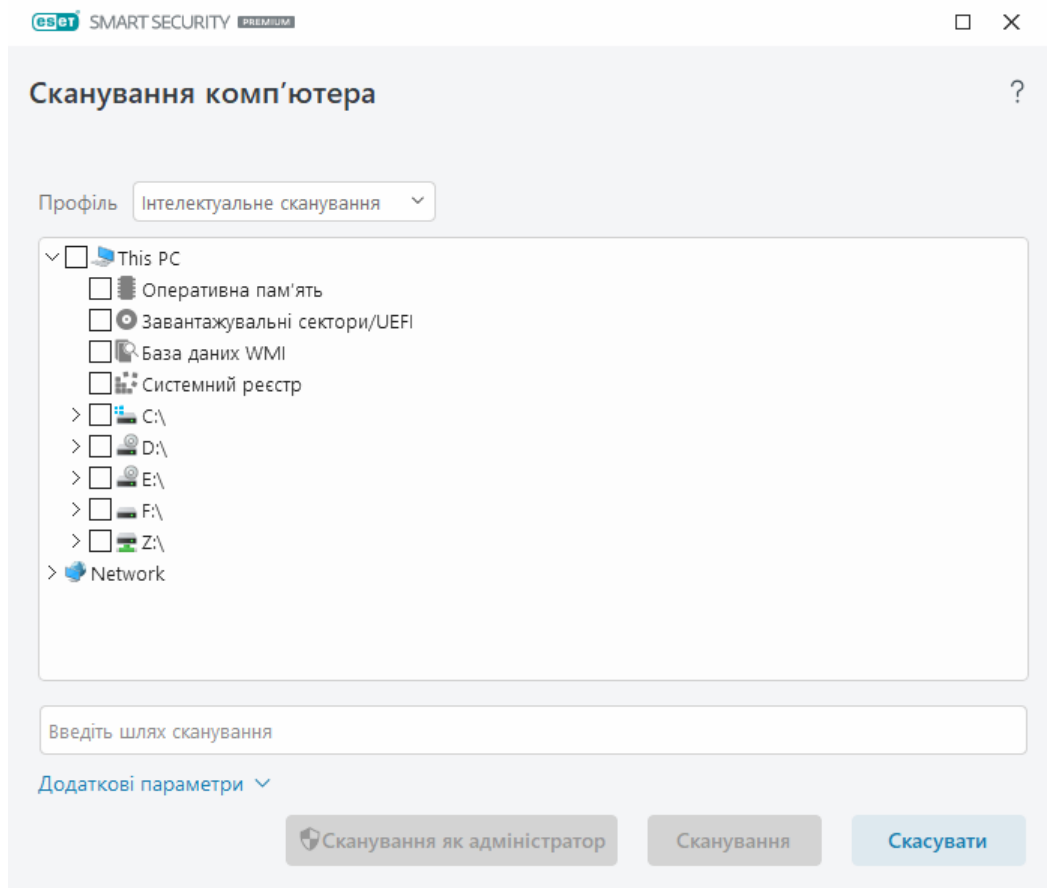 eset SMART SECURITY PREMIUM
Сканування комп’ютера
?
Профіль Інтелектуальне сканування
This PC
Оперативна пам'ять
Завантажувальні сектори/UEFI
База даних WMI
Системний реєстр
C:\
D:\
E:\
F:\
Z:\
Network
Введіть шлях сканування
Додаткові параметри
Сканування як адміністратор Сканування Скасувати